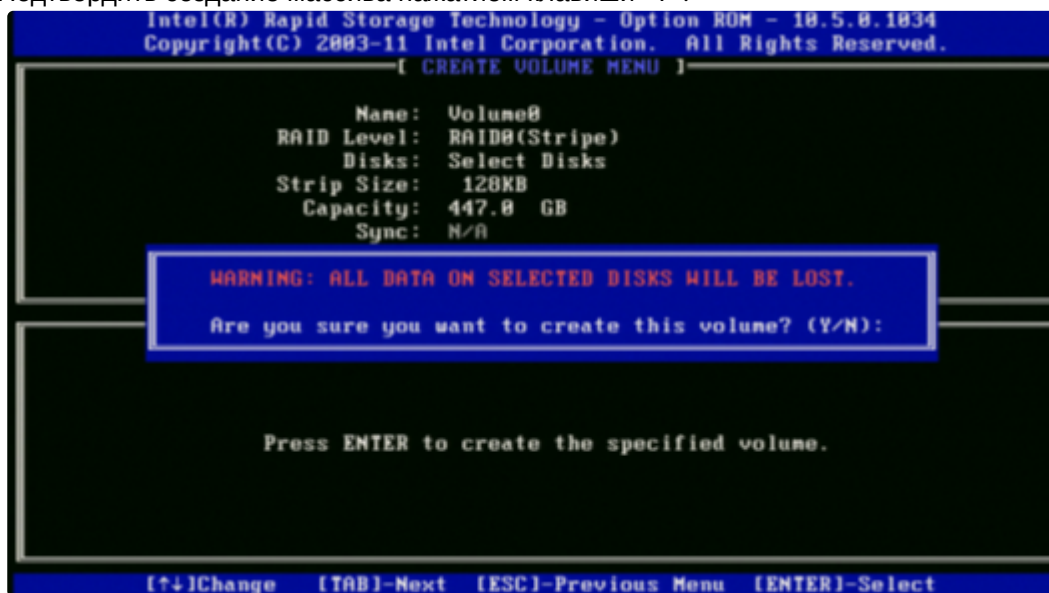 Подтвердить создание массива нажатием клавиши "Y".
Intel(R) Rapid Storage Technology - Option ROM - 10.5.0.1034
Copyright(C) 2003-11 Intel Corporation. All Rights Reserved.
[ CREATE VOLUME MENU ]
Name: Volume0
RAID Level: RAID0(Stripe)
Disks: Select Disks
Strip Size: 128KB
Capacity: 447.0 GB
Sync: N/A
WARNING: ALL DATA ON SELECTED DISKS WILL BE LOST.
Are you sure you want to create this volume? (Y/N):
Press ENTER to create the specified volume.
[↑↓]Change [TAB]-Next [ESC]-Previous Menu [ENTER]-Select